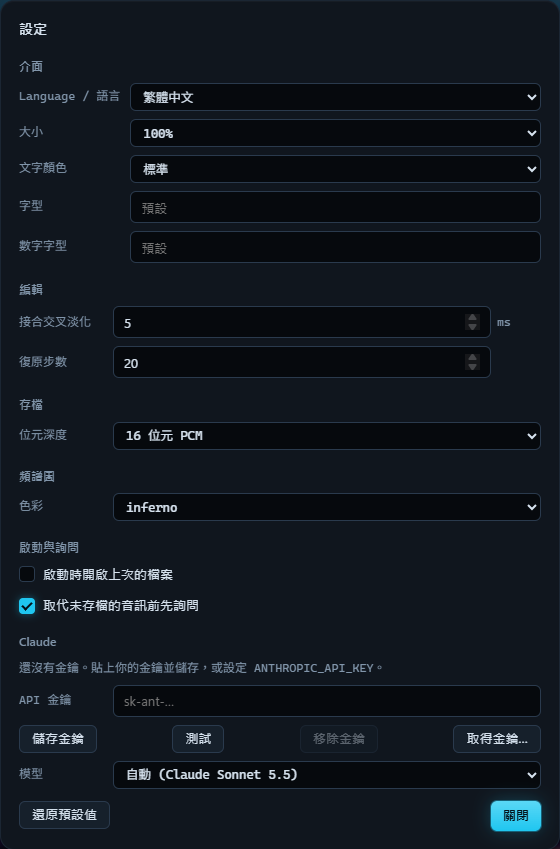 設定
介面
Language / 語言 繁體中文
大小 100%
文字顏色 標準
字型 預設
數字字型 預設
編輯
接合交叉淡化 5 ms
復原步數 20
存檔
位元深度 16 位元 PCM
頻譜圖
色彩 inferno
啟動與詢問
啟動時開啟上次的檔案
取代未存檔的音訊前先詢問
Claude
還沒有金鑰。貼上你的金鑰並儲存，或設定 ANTHROPIC_API_KEY。
API 金鑰 sk-ant-...
儲存金鑰 測試 移除金鑰 取得金鑰...
模型 自動 (Claude Sonnet 5.5)
還原預設值 關閉